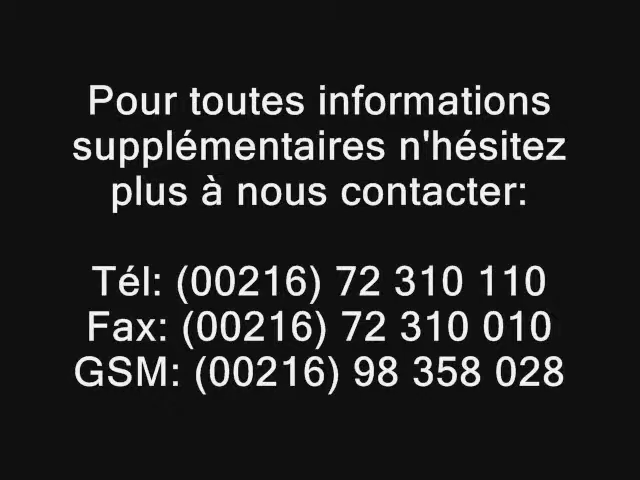 Pour toutes informations
supplémentaires n'hésitez
plus à nous contacter:
Tél: (00216) 72 310 110
Fax: (00216) 72 310 010
GSM: (00216) 98 358 028